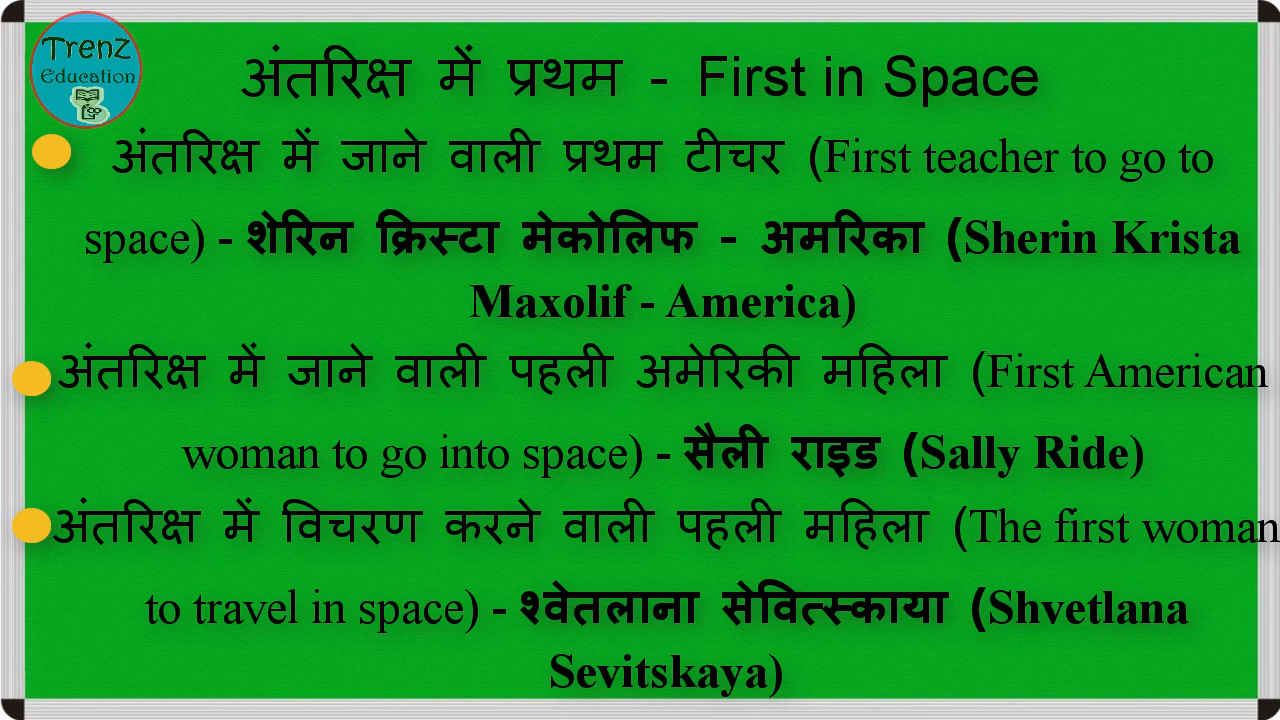 TrenZ
Education
अंतरिक्ष में प्रथम - First in Space
अंतरिक्ष में जाने वाली प्रथम टीचर (First teacher to go to
space) - शेरिन क्रिस्टा मेकोलिफ - अमरिका (Sherin Krista
Maxolif - America)
अंतरिक्ष में जाने वाली पहली अमेरिकी महिला (First American
woman to go into space) - सैली राइड (Sally Ride)
अंतरिक्ष में विचरण करने वाली पहली महिला (The first woman
to travel in space) - श्वेतलाना सेवित्स्काया (Shvetlana
Sevitskaya)